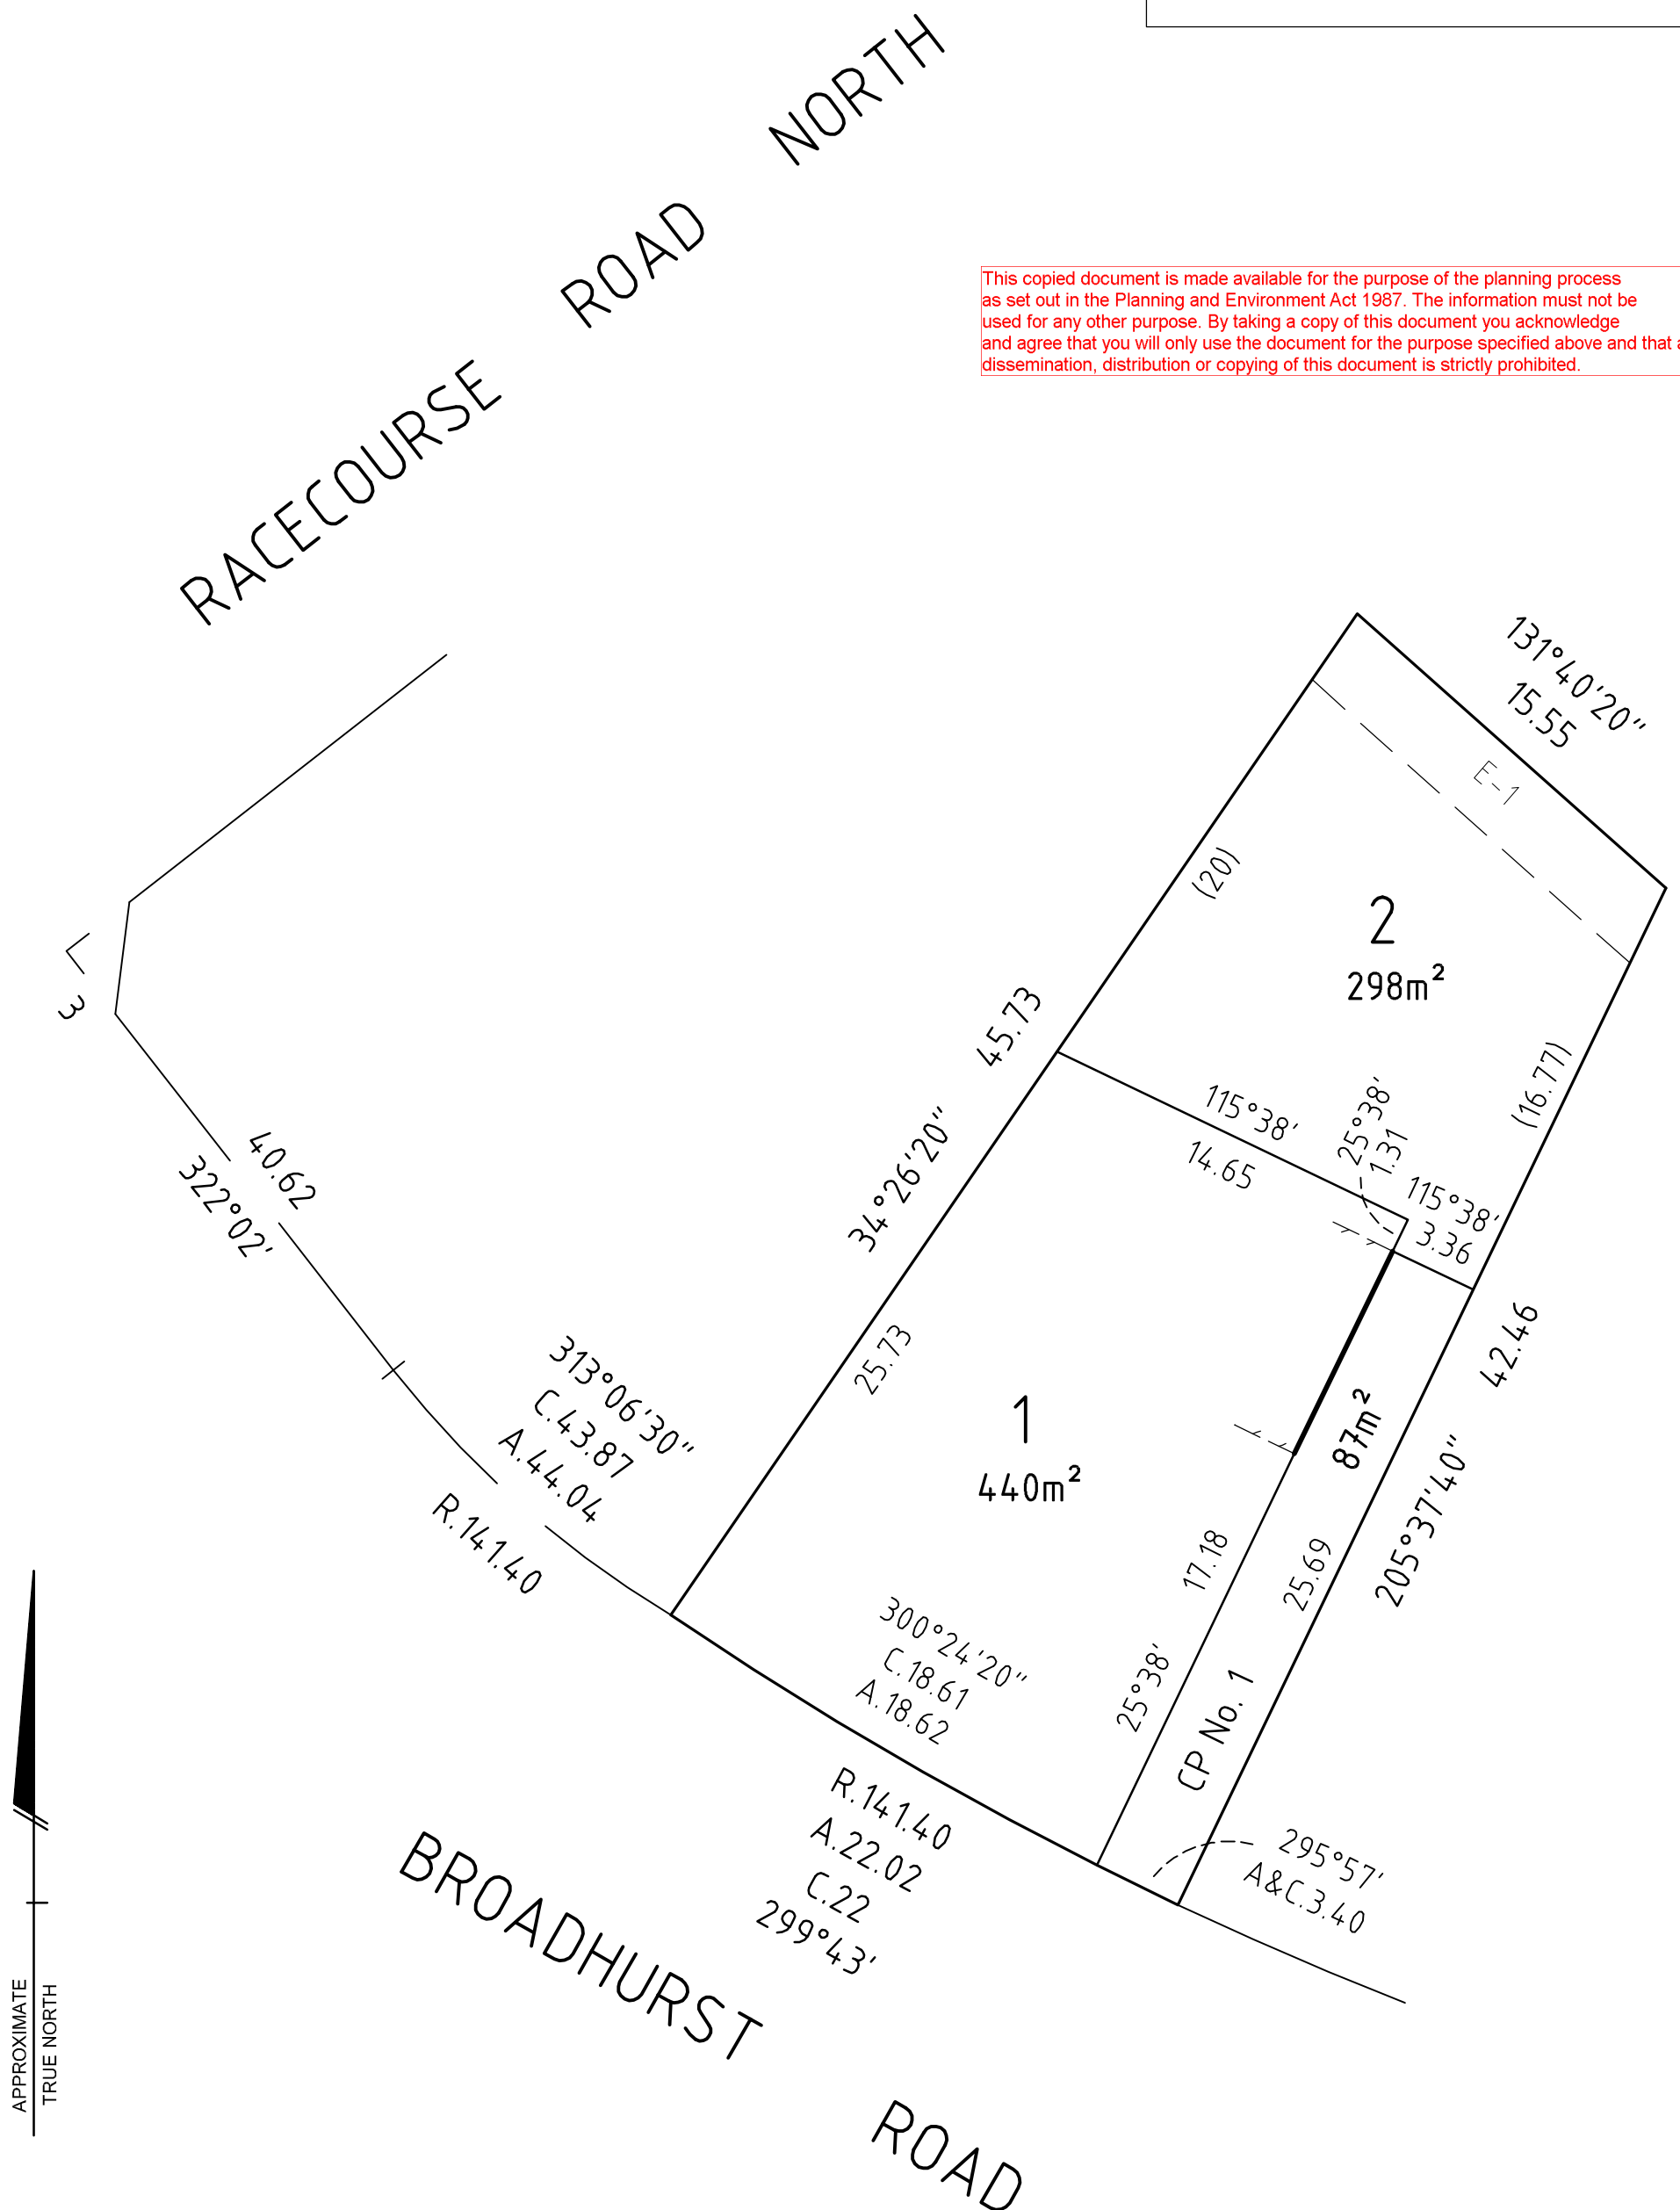 RACECOURSE ROAD NORTH
This copied document is made available for the purpose of the planning process
as set out in the Planning and Environment Act 1987. The information must not be
used for any other purpose. By taking a copy of this document you acknowledge
and agree that you will only use the document for the purpose specified above and that
dissemination, distribution or copying of this document is strictly prohibited.
131°40'20"
15.55
E-1
(20)
2
298m²
45.73
34°26'20"
(16.77)
115°38'
14.65
25°38'
1.31
115°38'
3.36
3
40.62
322°02'
313°06'30"
C.43.87
A.44.04
R.141.40
25.73
1
440m²
87m²
42.46
205°37'40"
17.18
25°38'
25.69
CP No. 1
300°24'20"
C.18.61
A.18.62
R.141.40
A.22.02
C.22
299°43'
295°57'
A&C.3.40
BROADHURST ROAD
APPROXIMATE
TRUE NORTH